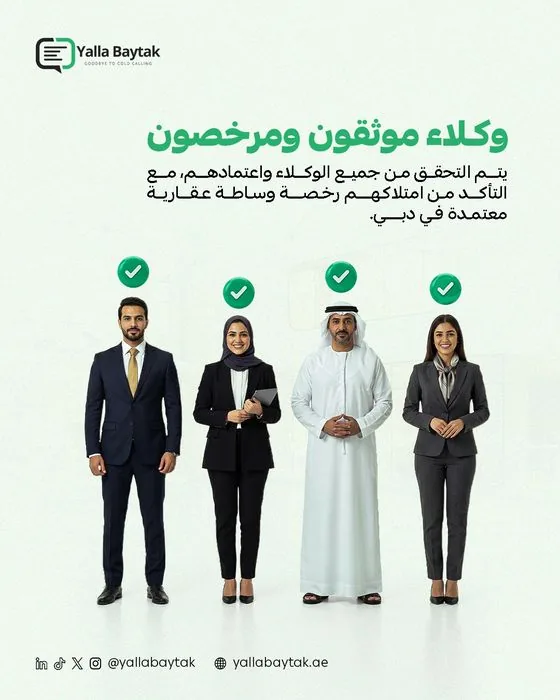 Yalla Baytak
GOODBYE TO COLD CALLING
وكلاء موثقون ومرخصون
يتم التحقق من جميع الوكلاء واعتمادهم، مع
التأكد من امتلاكهم رخصة وساطة عقارية
معتمدة في دبي.
@yallabaytak
yallabaytak.ae